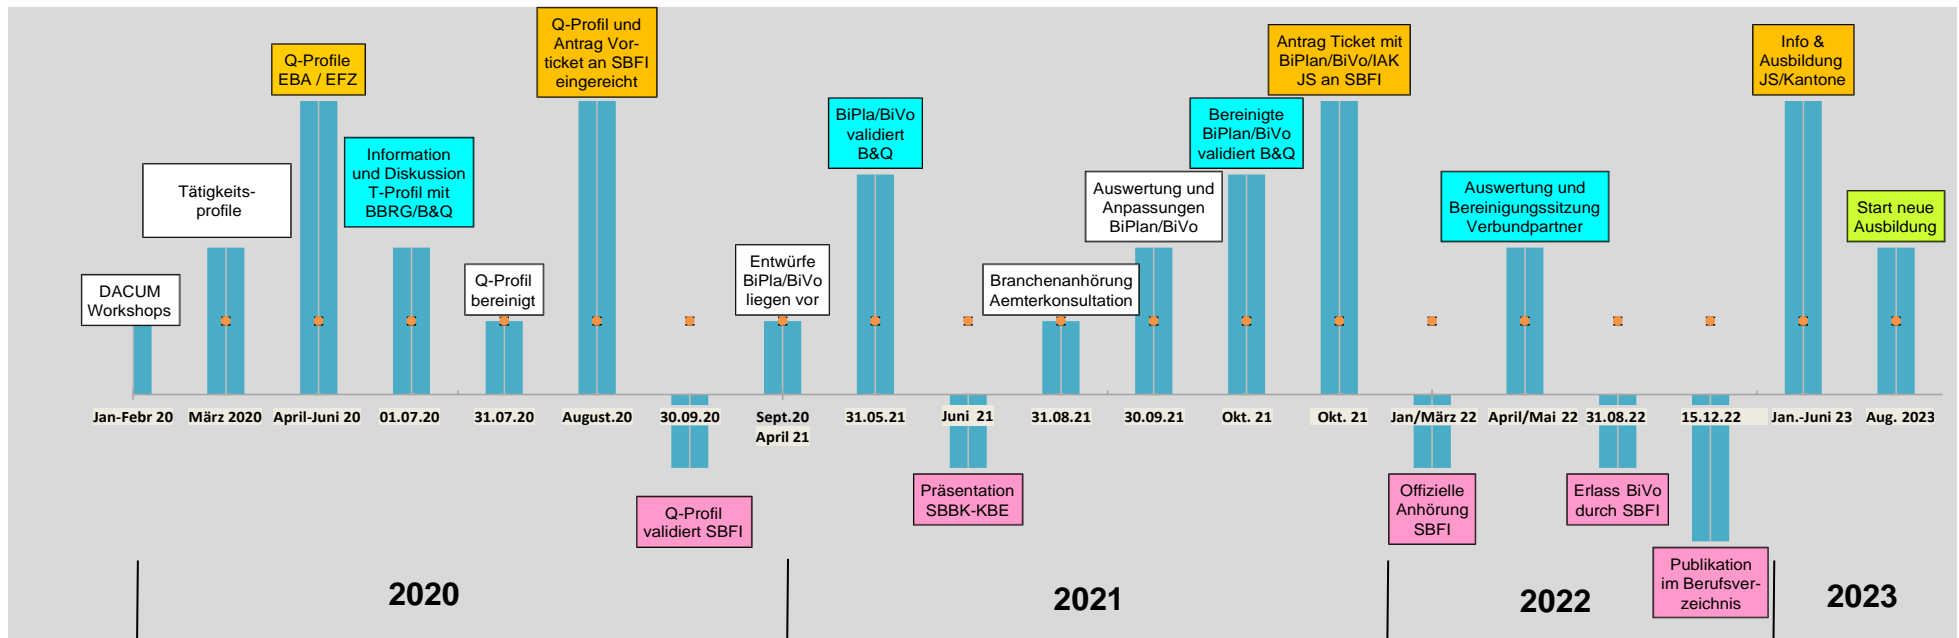 DACUM
Workshops
Tätigkeits-
profile
Q-Profile
EBA / EFZ
Information
und Diskussion
T-Profil mit
BBRG/B&Q
Q-Profil
bereinigt
Q-Profil und
Antrag Vor-
ticket an SBFI
eingereicht
Entwürfe
BiPla/BiVo
liegen vor
BiPla/BiVo
validiert
B&Q
Branchenanhörung
Aemterkonsultation
Auswertung und
Anpassungen
BiPlan/BiVo
Bereinigte
BiPlan/BiVo
validiert B&Q
Antrag Ticket mit
BiPlan/BiVo/IAK
JS an SBFI
Auswertung und
Bereinigungssitzung
Verbundpartner
Info &
Ausbildung
JS/Kantone
Start neue
Ausbildung
Jan-Febr 20
März 2020
April-Juni 20
01.07.20
31.07.20
August.20
30.09.20
Sept.20
April 21
31.05.21
Juni 21
31.08.21
30.09.21
Okt. 21
Okt. 21
Jan/März 22
April/Mai 22
31.08.22
15.12.22
Jan.-Juni 23
Aug. 2023
Q-Profil
validiert SBFI
Präsentation
SBBK-KBE
Offizielle
Anhörung
SBFI
Erlass BiVo
durch SBFI
Publikation
im Berufsver-
zeichnis
2020
2021
2022
2023